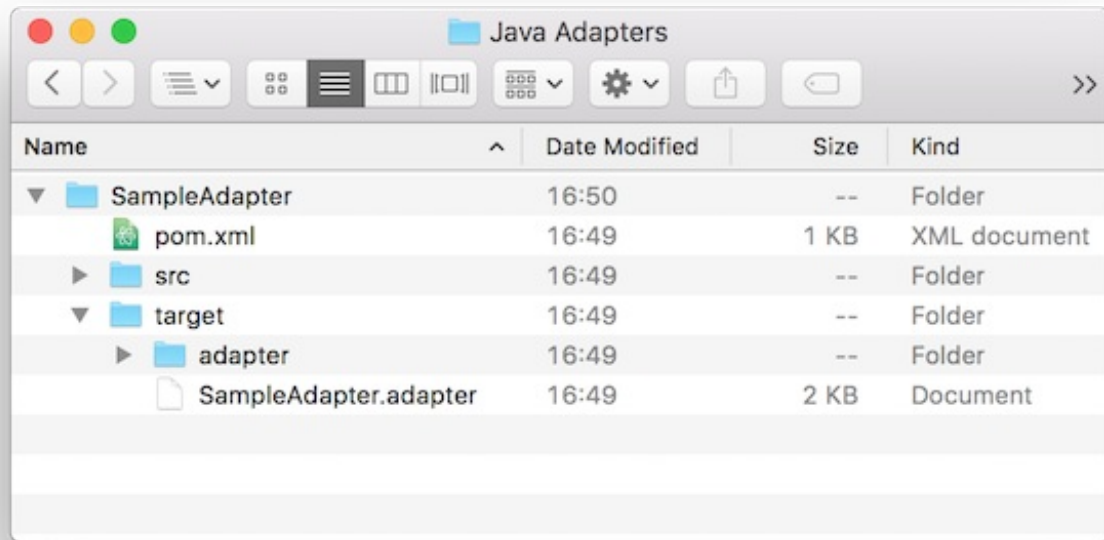 Java Adapters
Name Date Modified Size Kind
SampleAdapter 16:50 -- Folder
pom.xml 16:49 1 KB XML document
src 16:49 -- Folder
target 16:49 -- Folder
adapter 16:49 -- Folder
SampleAdapter.adapter 16:49 2 KB Document